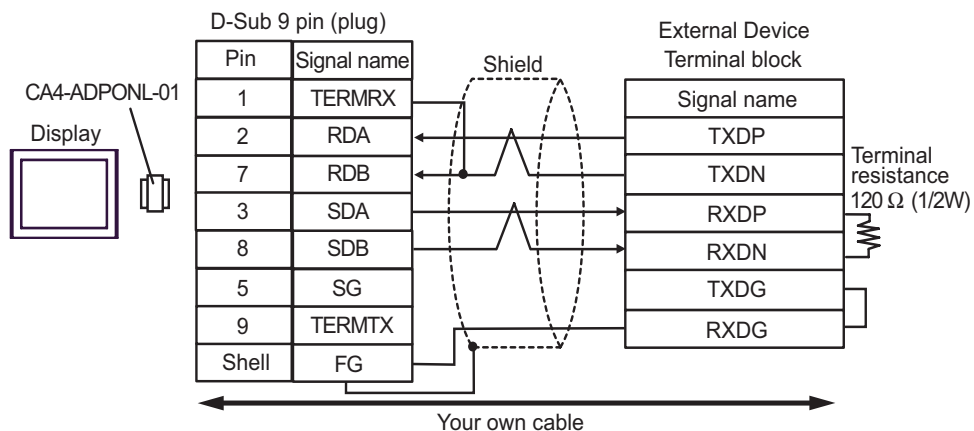 D-Sub 9 pin (plug)
External Device
Terminal block
Pin Signal name
Shield
Signal name
CA4-ADPONL-01
Display
1 TERMRX
2 RDA
TXDP
7 RDB
TXDN
3 SDA
RXDP
8 SDB
RXDN
5 SG
TXDG
9 TERMTX
RXDG
Shell FG
Terminal
resistance
120 Ω (1/2W)
Your own cable